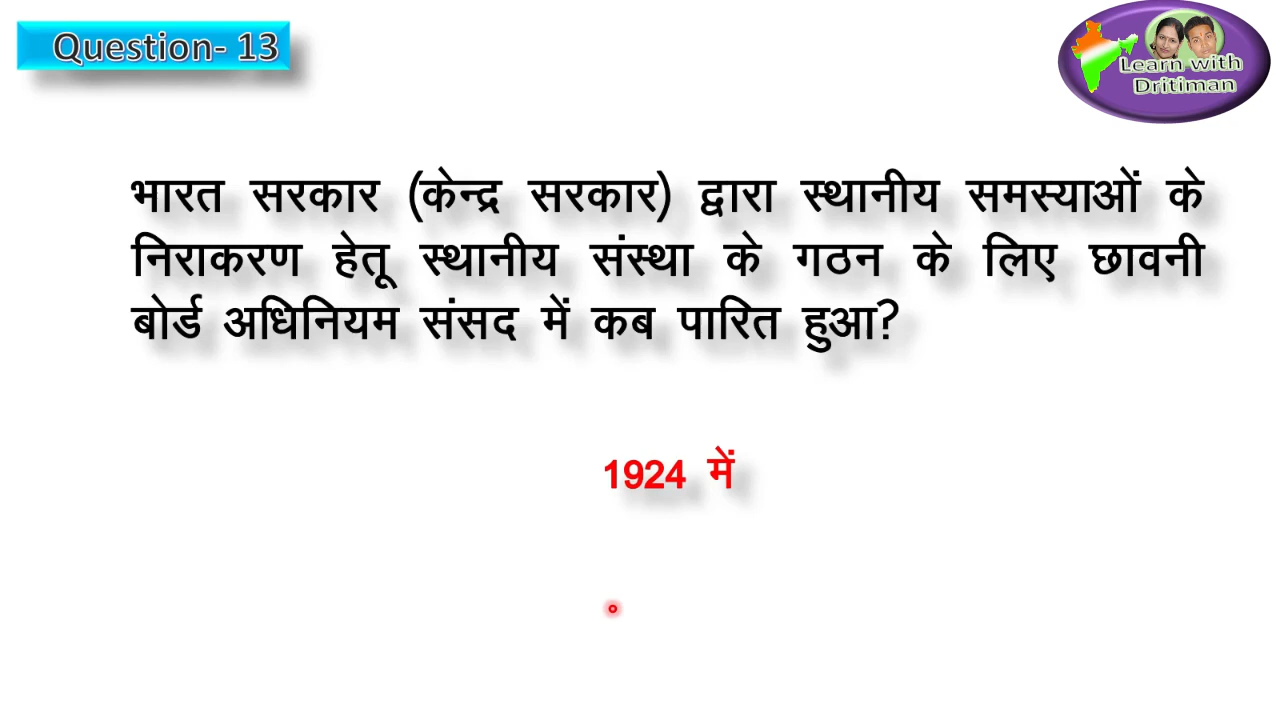 Question- 13
Learn with
Dritiman
भारत सरकार (केन्द्र सरकार) द्वारा स्थानीय समस्याओं के
निराकरण हेतू स्थानीय संस्था के गठन के लिए छावनी
बोर्ड अधिनियम संसद में कब पारित हुआ?
1924 में